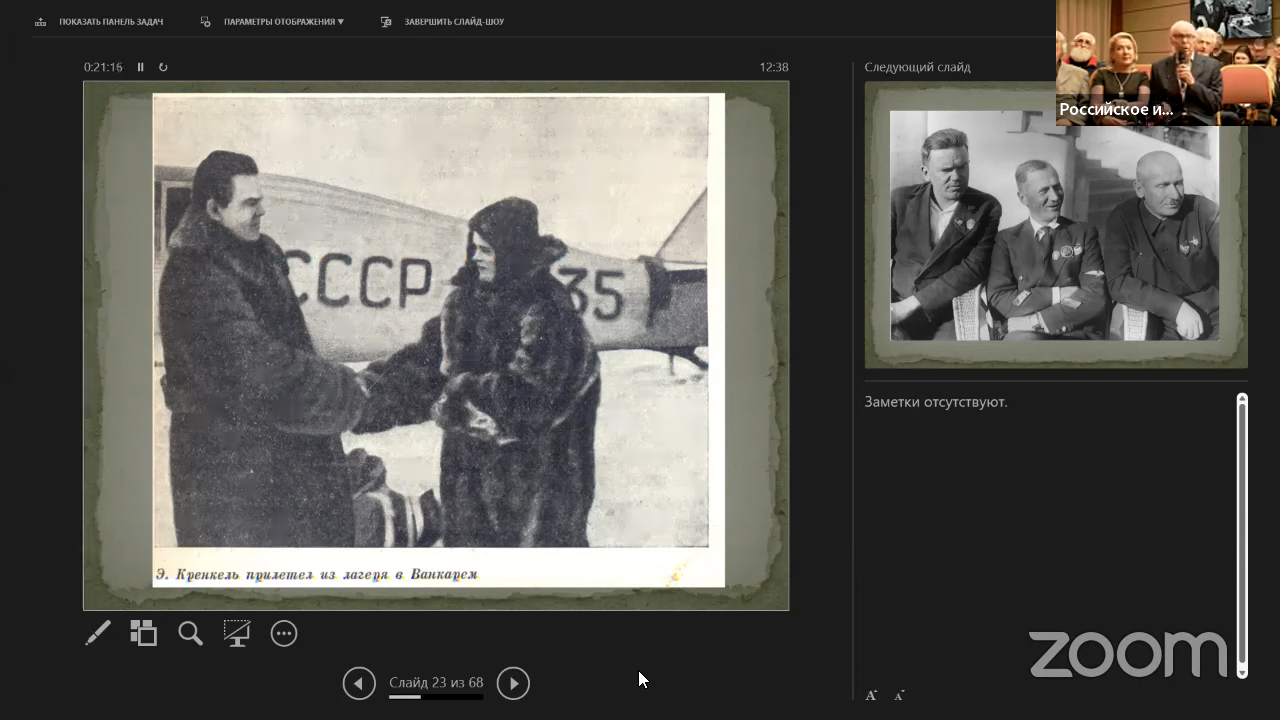 ПОКАЗАТЬ ПАНЕЛЬ ЗАДАЧ ПАРАМЕТРЫ ОТОБРАЖЕНИЯ ▼ ЗАВЕРШИТЬ СЛАЙД-ШОУ
0:21:16 12:38
СССР 35
Э. Кренкель прилетел из лагеря в Ванкарем
Слайд 23 из 68
Следующий слайд
Российское и...
Заметки отсутствуют.
zoom
A A